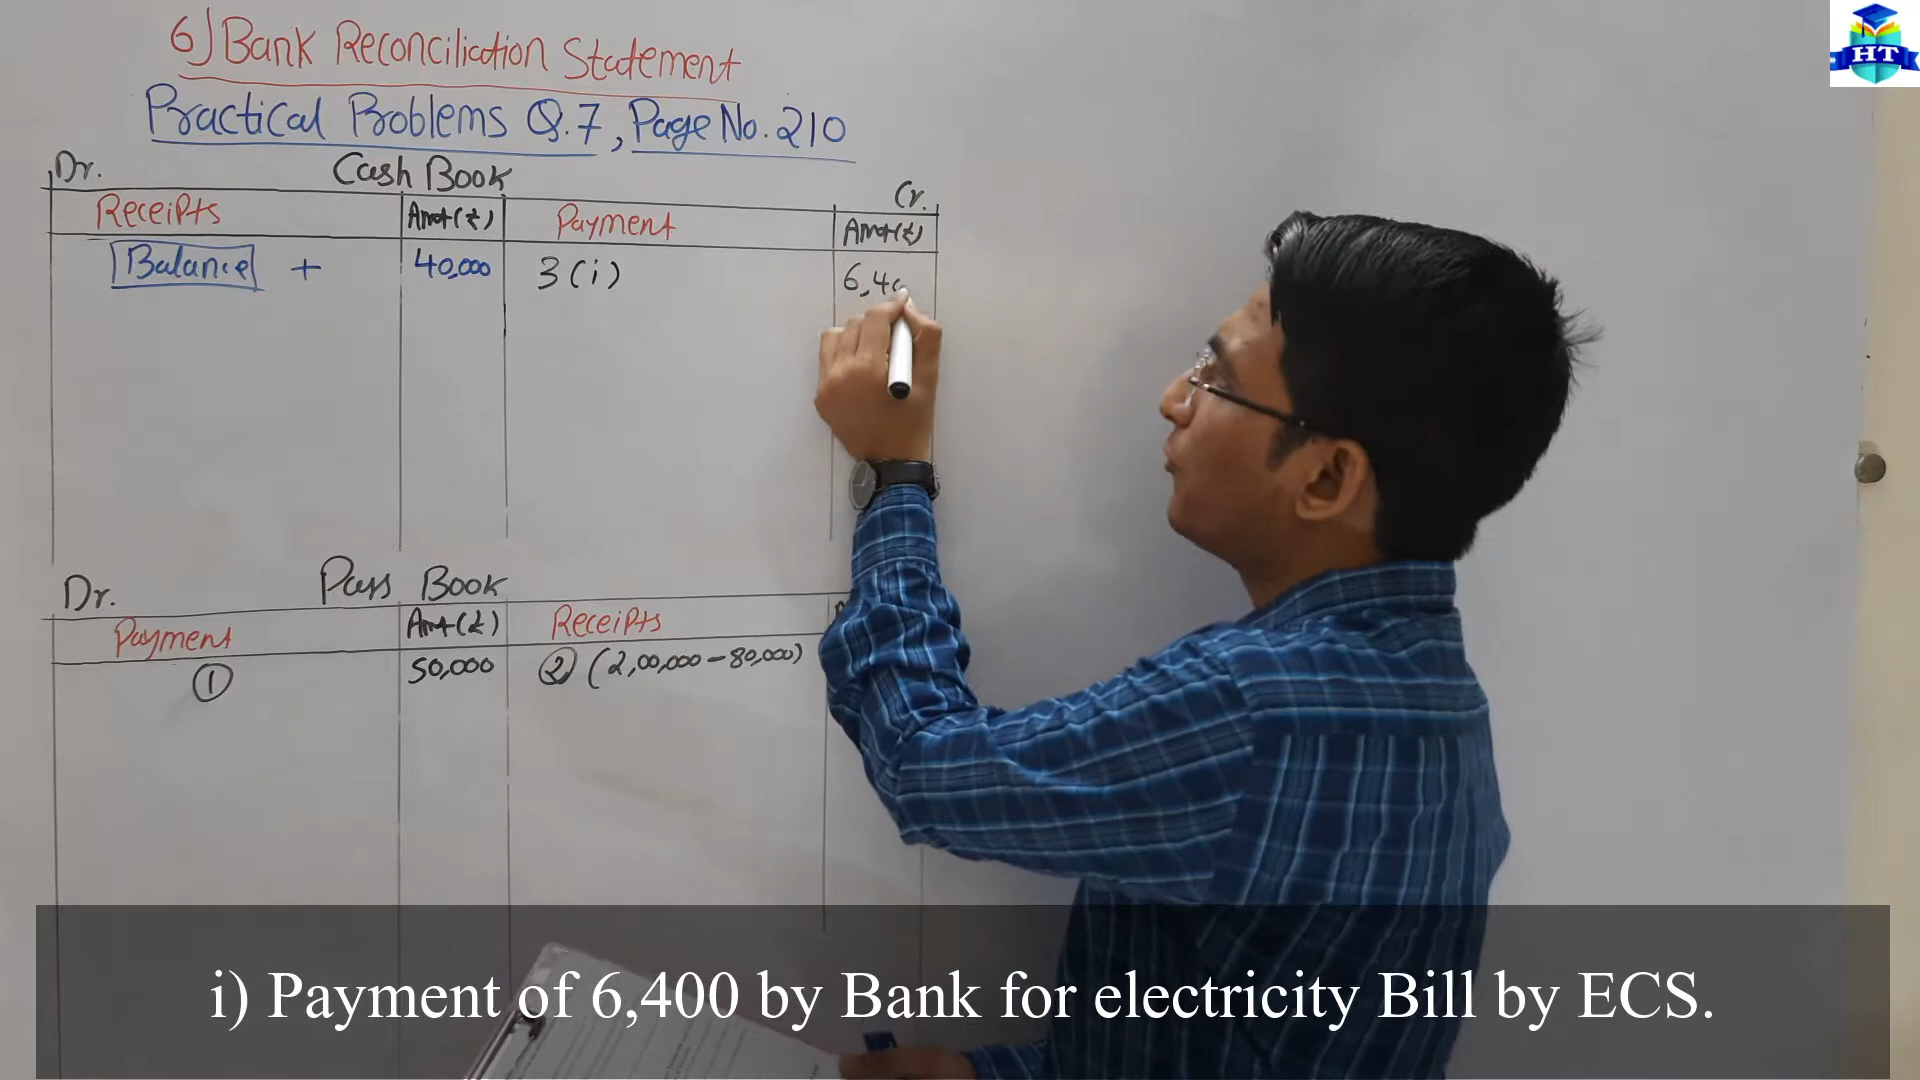 HT
6) Bank Reconciliation Statement
Practical Problems Q.7, Page No. 210
Dr. Cash Book Cr.
Receipts Amt(₹) Payment Amt(₹)
Balance + 40,000 3(i) 6,40
Dr. Pass Book
Payment Amt(₹) Receipts
① 50,000 ② (2,00,000-80,000)
i) Payment of 6,400 by Bank for electricity Bill by ECS.